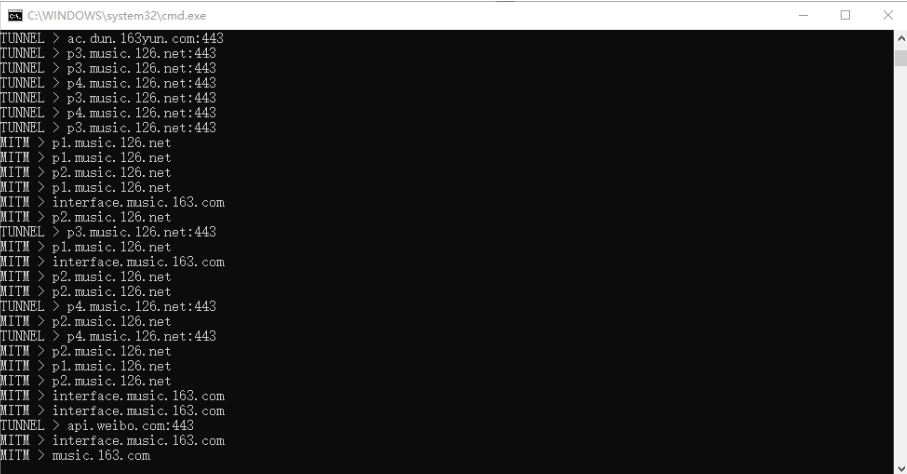 C:\WINDOWS\system32\cmd.exe
TUNNEL > ac.dun.163yun.com:443
TUNNEL > p3.music.126.net:443
TUNNEL > p3.music.126.net:443
TUNNEL > p4.music.126.net:443
TUNNEL > p3.music.126.net:443
TUNNEL > p4.music.126.net:443
TUNNEL > p3.music.126.net:443
MITM > p1.music.126.net
MITM > p1.music.126.net
MITM > p2.music.126.net
MITM > p1.music.126.net
MITM > interface.music.163.com
MITM > p2.music.126.net
TUNNEL > p3.music.126.net:443
MITM > p1.music.126.net
MITM > interface.music.163.com
MITM > p2.music.126.net
MITM > p2.music.126.net
TUNNEL > p4.music.126.net:443
MITM > p2.music.126.net
TUNNEL > p4.music.126.net:443
MITM > p2.music.126.net
MITM > p1.music.126.net
MITM > p2.music.126.net
MITM > interface.music.163.com
MITM > interface.music.163.com
TUNNEL > api.weibo.com:443
MITM > interface.music.163.com
MITM > music.163.com